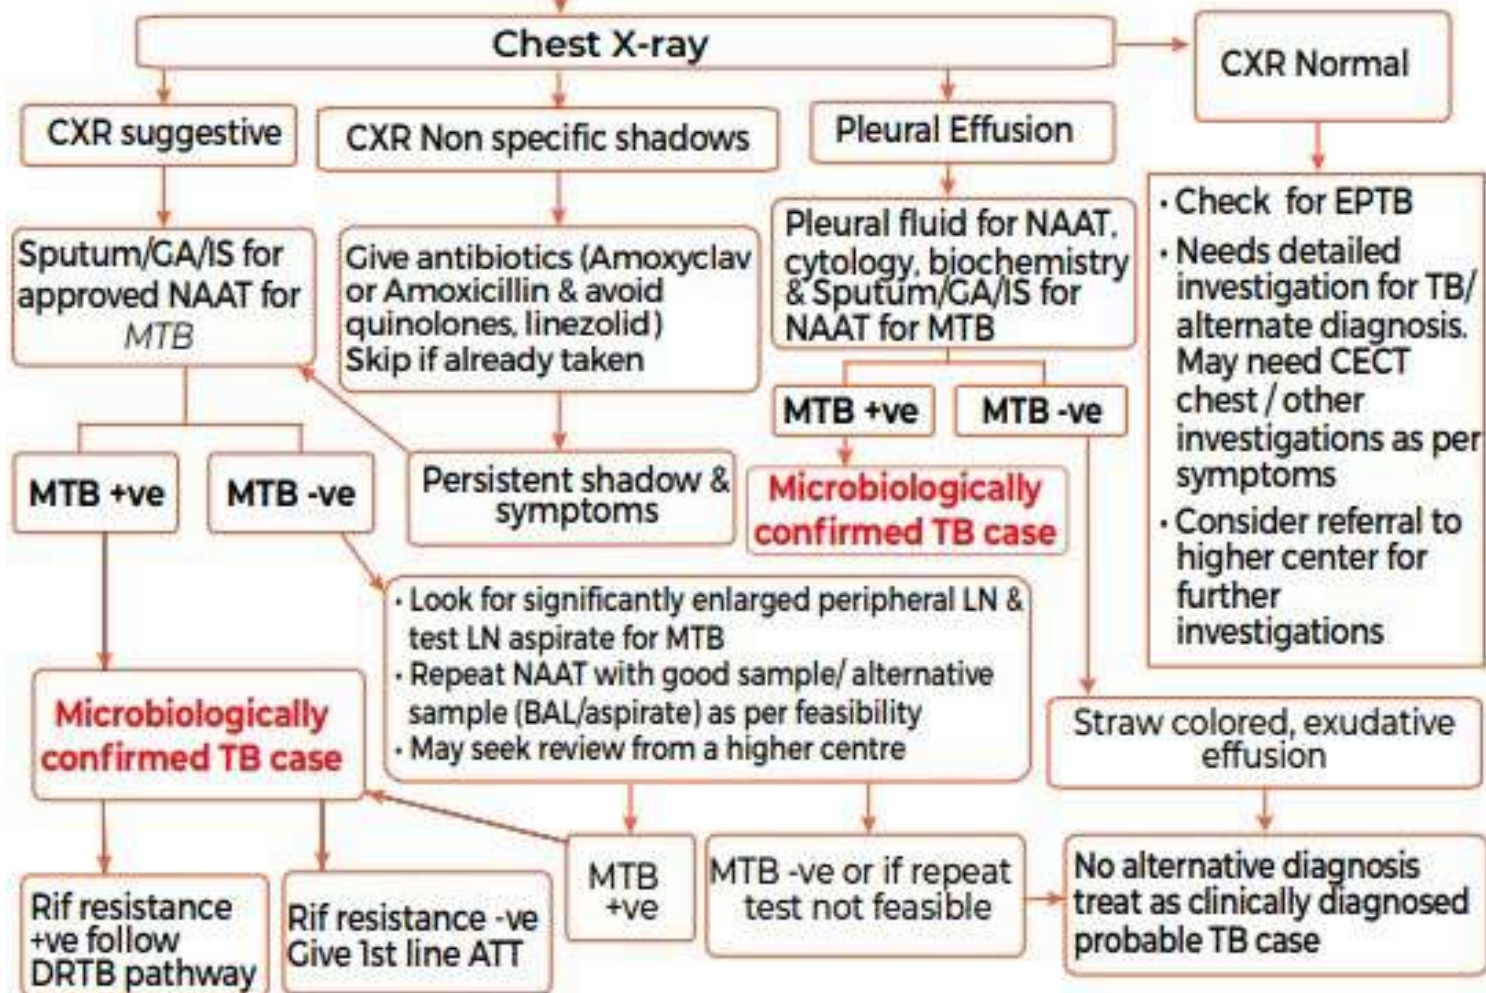 Chest X-ray
CXR Normal
CXR suggestive
CXR Non specific shadows
Pleural Effusion
Sputum/GA/IS for
approved NAAT for
MTB
Give antibiotics (Amoxyclav
or Amoxicillin & avoid
quinolones, linezolid)
Skip if already taken
Pleural fluid for NAAT,
cytology, biochemistry
& Sputum/GA/IS for
NAAT for MTB
· Check for EPTB
· Needs detailed
investigation for TB/
alternate diagnosis.
May need CECT
chest / other
investigations as per
symptoms
· Consider referral to
higher center for
further
investigations
MTB +ve
MTB -ve
Persistent shadow &
symptoms
MTB +ve
MTB -ve
Microbiologically
confirmed TB case
· Look for significantly enlarged peripheral LN &
test LN aspirate for MTB
· Repeat NAAT with good sample/ alternative
sample (BAL/aspirate) as per feasibility
· May seek review from a higher centre
Microbiologically
confirmed TB case
Straw colored, exudative
effusion
Rif resistance
+ve follow
DRTB pathway
Rif resistance -ve
Give 1st line ATT
MTB
+ve
MTB -ve or if repeat
test not feasible
No alternative diagnosis
treat as clinically diagnosed
probable TB case